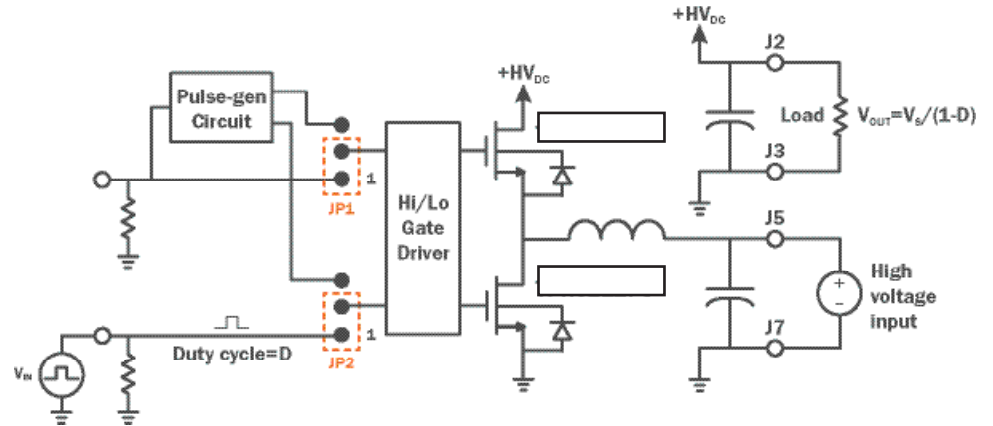 +HVDC
J2
+HVDC
Pulse-gen
Circuit
Load
VOUT=VS/(1-D)
J3
1
JP1
Hi/Lo
Gate
Driver
J5
+
-
High
voltage
input
1
J7
Duty cycle=D
JP2
VIN